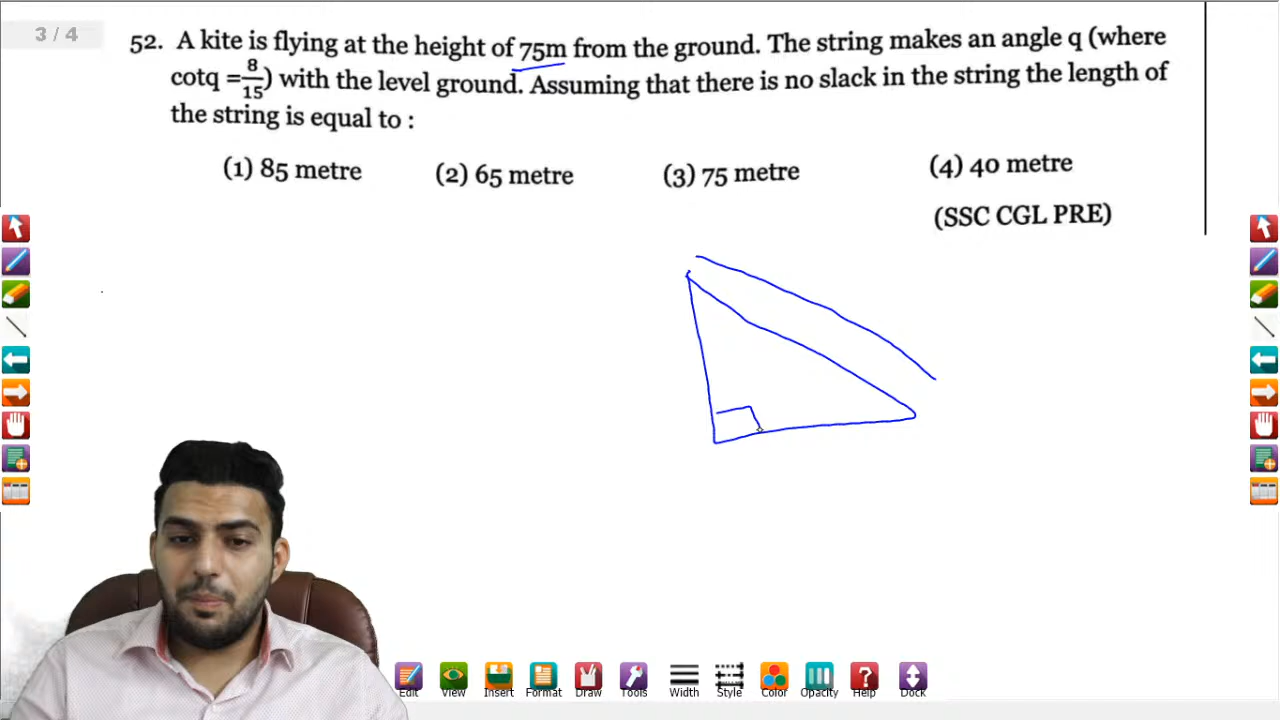 3 / 4
52. A kite is flying at the height of 75m from the ground. The string makes an angle q (where
cotq = 8/15) with the level ground. Assuming that there is no slack in the string the length of
the string is equal to :
(1) 85 metre (2) 65 metre (3) 75 metre (4) 40 metre
(SSC CGL PRE)
Edit View Insert Format Draw Tools Width Style Color Opacity Help Dock